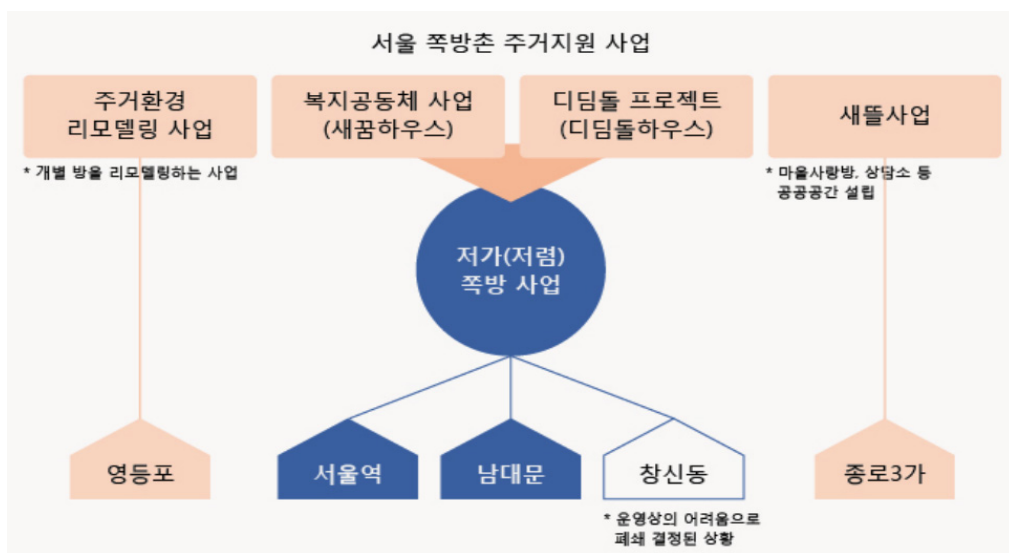 서울 쪽방촌 주거지원 사업
주거환경
리모델링 사업
복지공동체 사업
(새꿈하우스)
디딤돌 프로젝트
(디딤돌하우스)
새뜰사업
* 개별 방을 리모델링하는 사업
* 마을사랑방, 상담소 등
공공공간 설립
저가(저렴)
쪽방 사업
영등포
서울역
남대문
창신동
종로3가
* 운영상의 어려움으로
폐쇄 결정된 상황